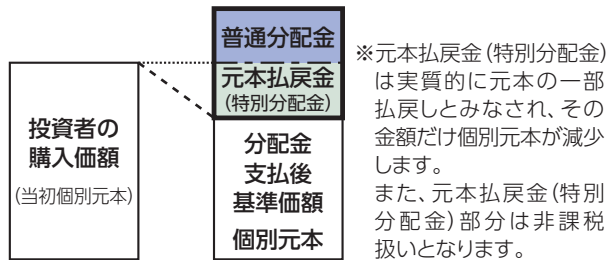 投資者の
購入価額
(当初個別元本)
普通分配金
元本払戻金
(特別分配金)
分配金
支払後
基準価額
個別元本
※元本払戻金(特別分配金)
は実質的に元本の一部
払戻しとみなされ、その
金額だけ個別元本が減少
します。
また、元本払戻金(特別
分配金)部分は非課税
扱いとなります。